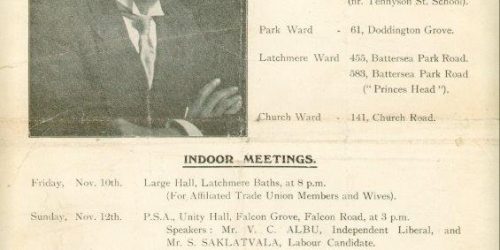 (nr. Tennyson St. School).
Park Ward - 61, Doddington Grove.
Latchmere Ward 455, Battersea Park Road.
583, Battersea Park Road
("Princes Head").
Church Ward - 141, Church Road.
INDOOR MEETINGS.
Friday, Nov. 10th. Large Hall, Latchmere Baths, at 8 p.m.
(For Affiliated Trade Union Members and Wives).
Sunday, Nov. 12th. P.S.A., Unity Hall, Falcon Grove, Falcon Road, at 3 p.m.
Speakers: Mr. V. C. ALBU, Independent Liberal, and
Mr. S. SAKLATVALA, Labour Candidate.